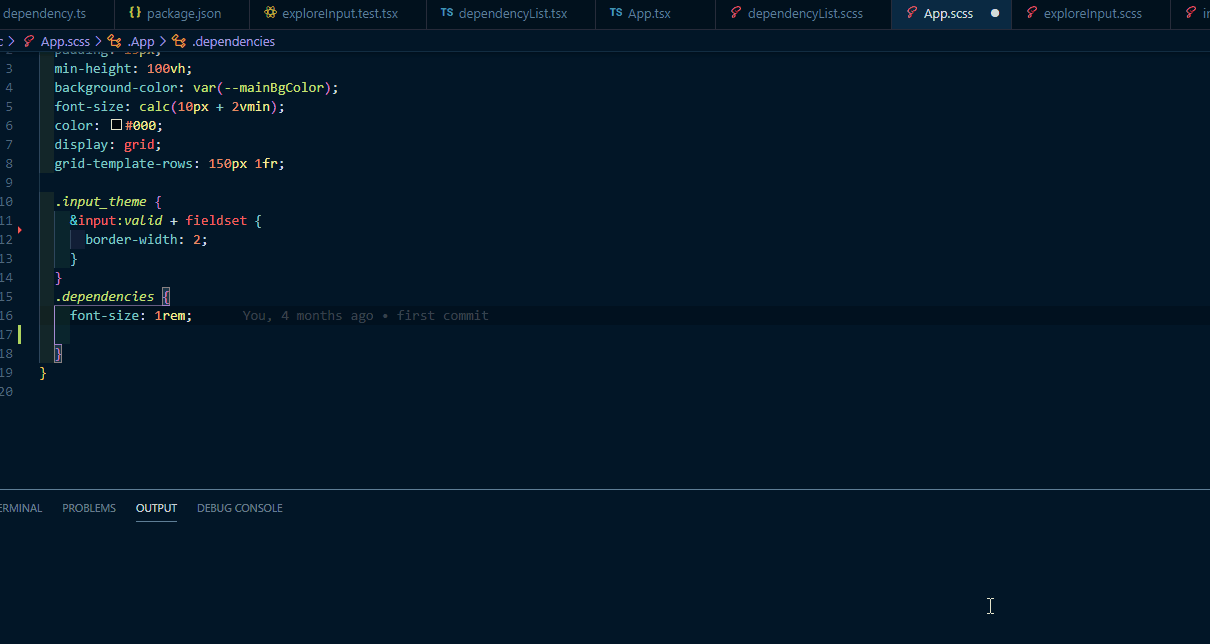 dependency.ts {} package.json exploreInput.test.tsx TS dependencyList.tsx TS App.tsx dependencyList.scss App.scss exploreInput.scss
App.scss > .App > .dependencies
3 min-height: 100vh;
4 background-color: var(--mainBgColor);
5 font-size: calc(10px + 2vmin);
6 color: #000;
7 display: grid;
8 grid-template-rows: 150px 1fr;
9
10 .input_theme {
11 &input:valid + fieldset {
12 border-width: 2;
13 }
14 }
15 .dependencies {
16 font-size: 1rem; You, 4 months ago • first commit
17
18 }
19 }
20
ERMINAL PROBLEMS OUTPUT DEBUG CONSOLE